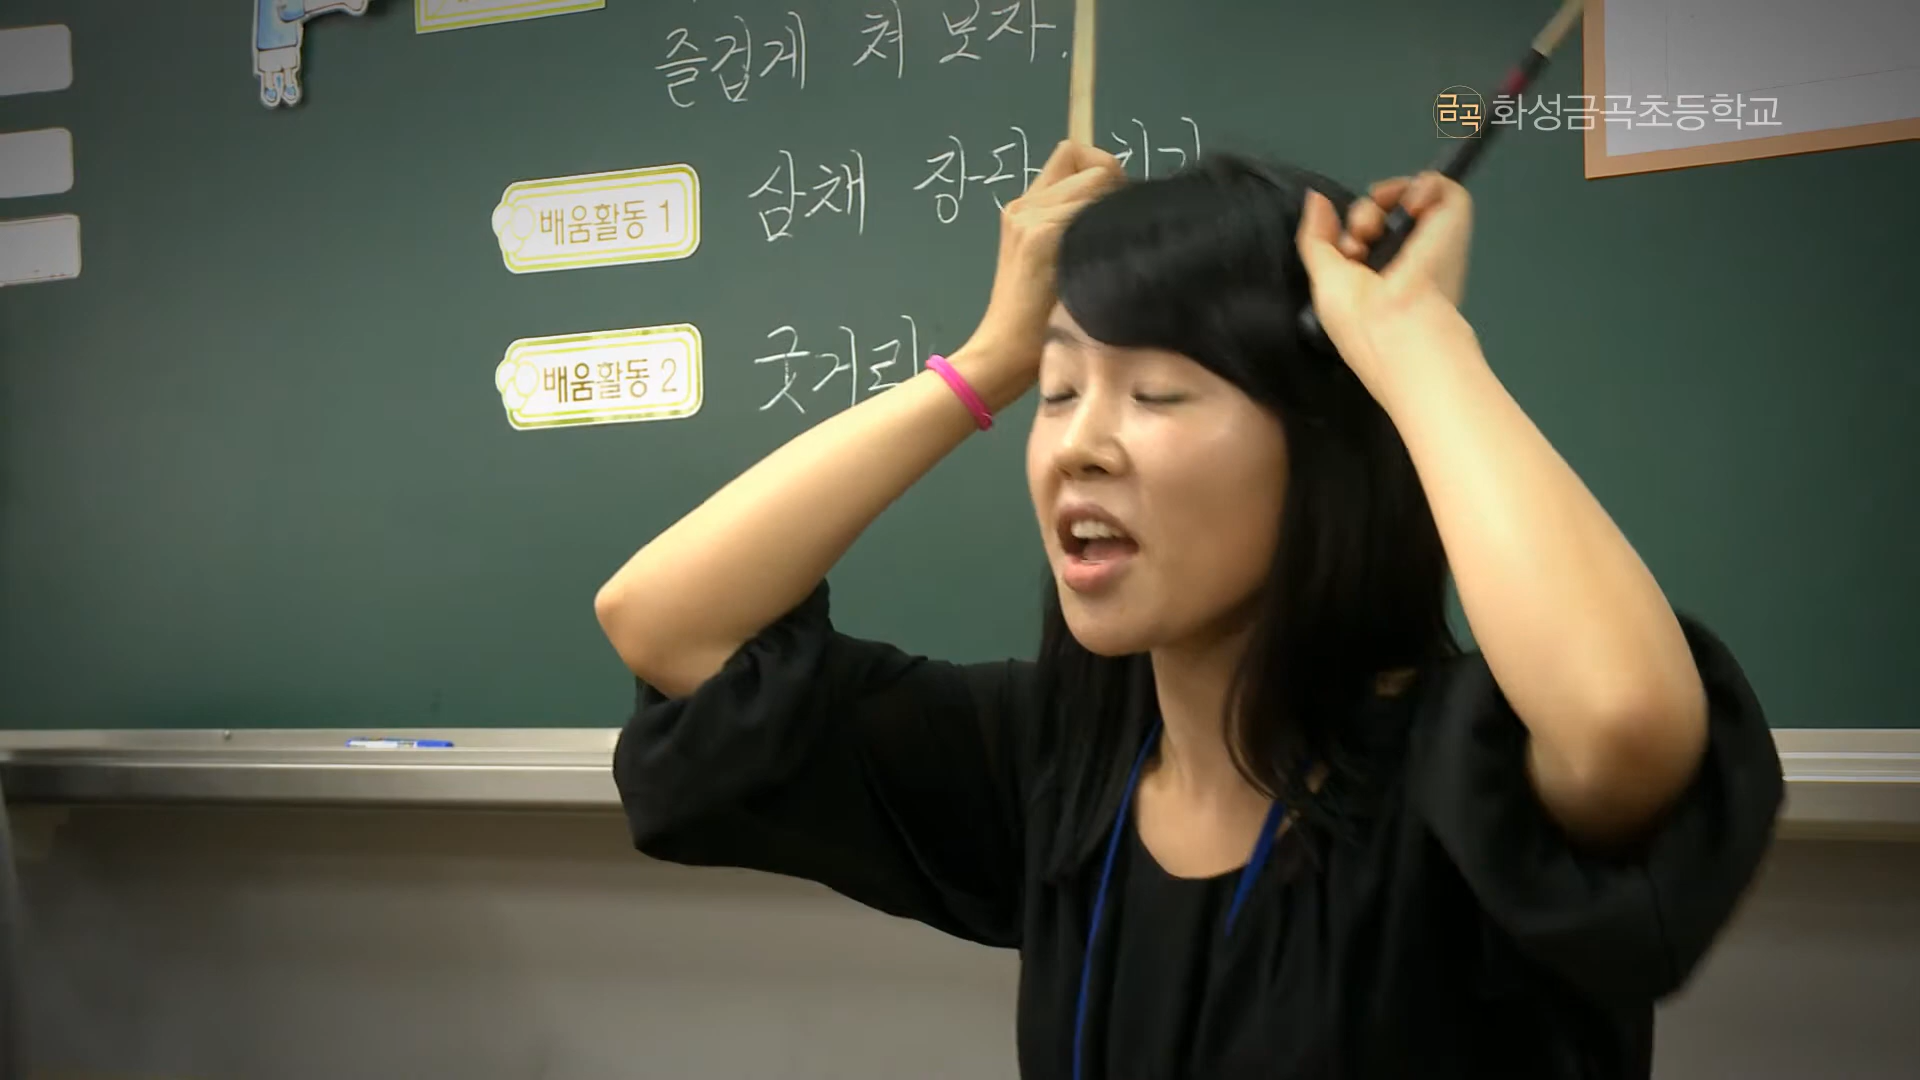 즐겁게 쳐 보자.
금곡 화성금곡초등학교
배움활동 1 삼채 장단 치기
배움활동 2 굿거리